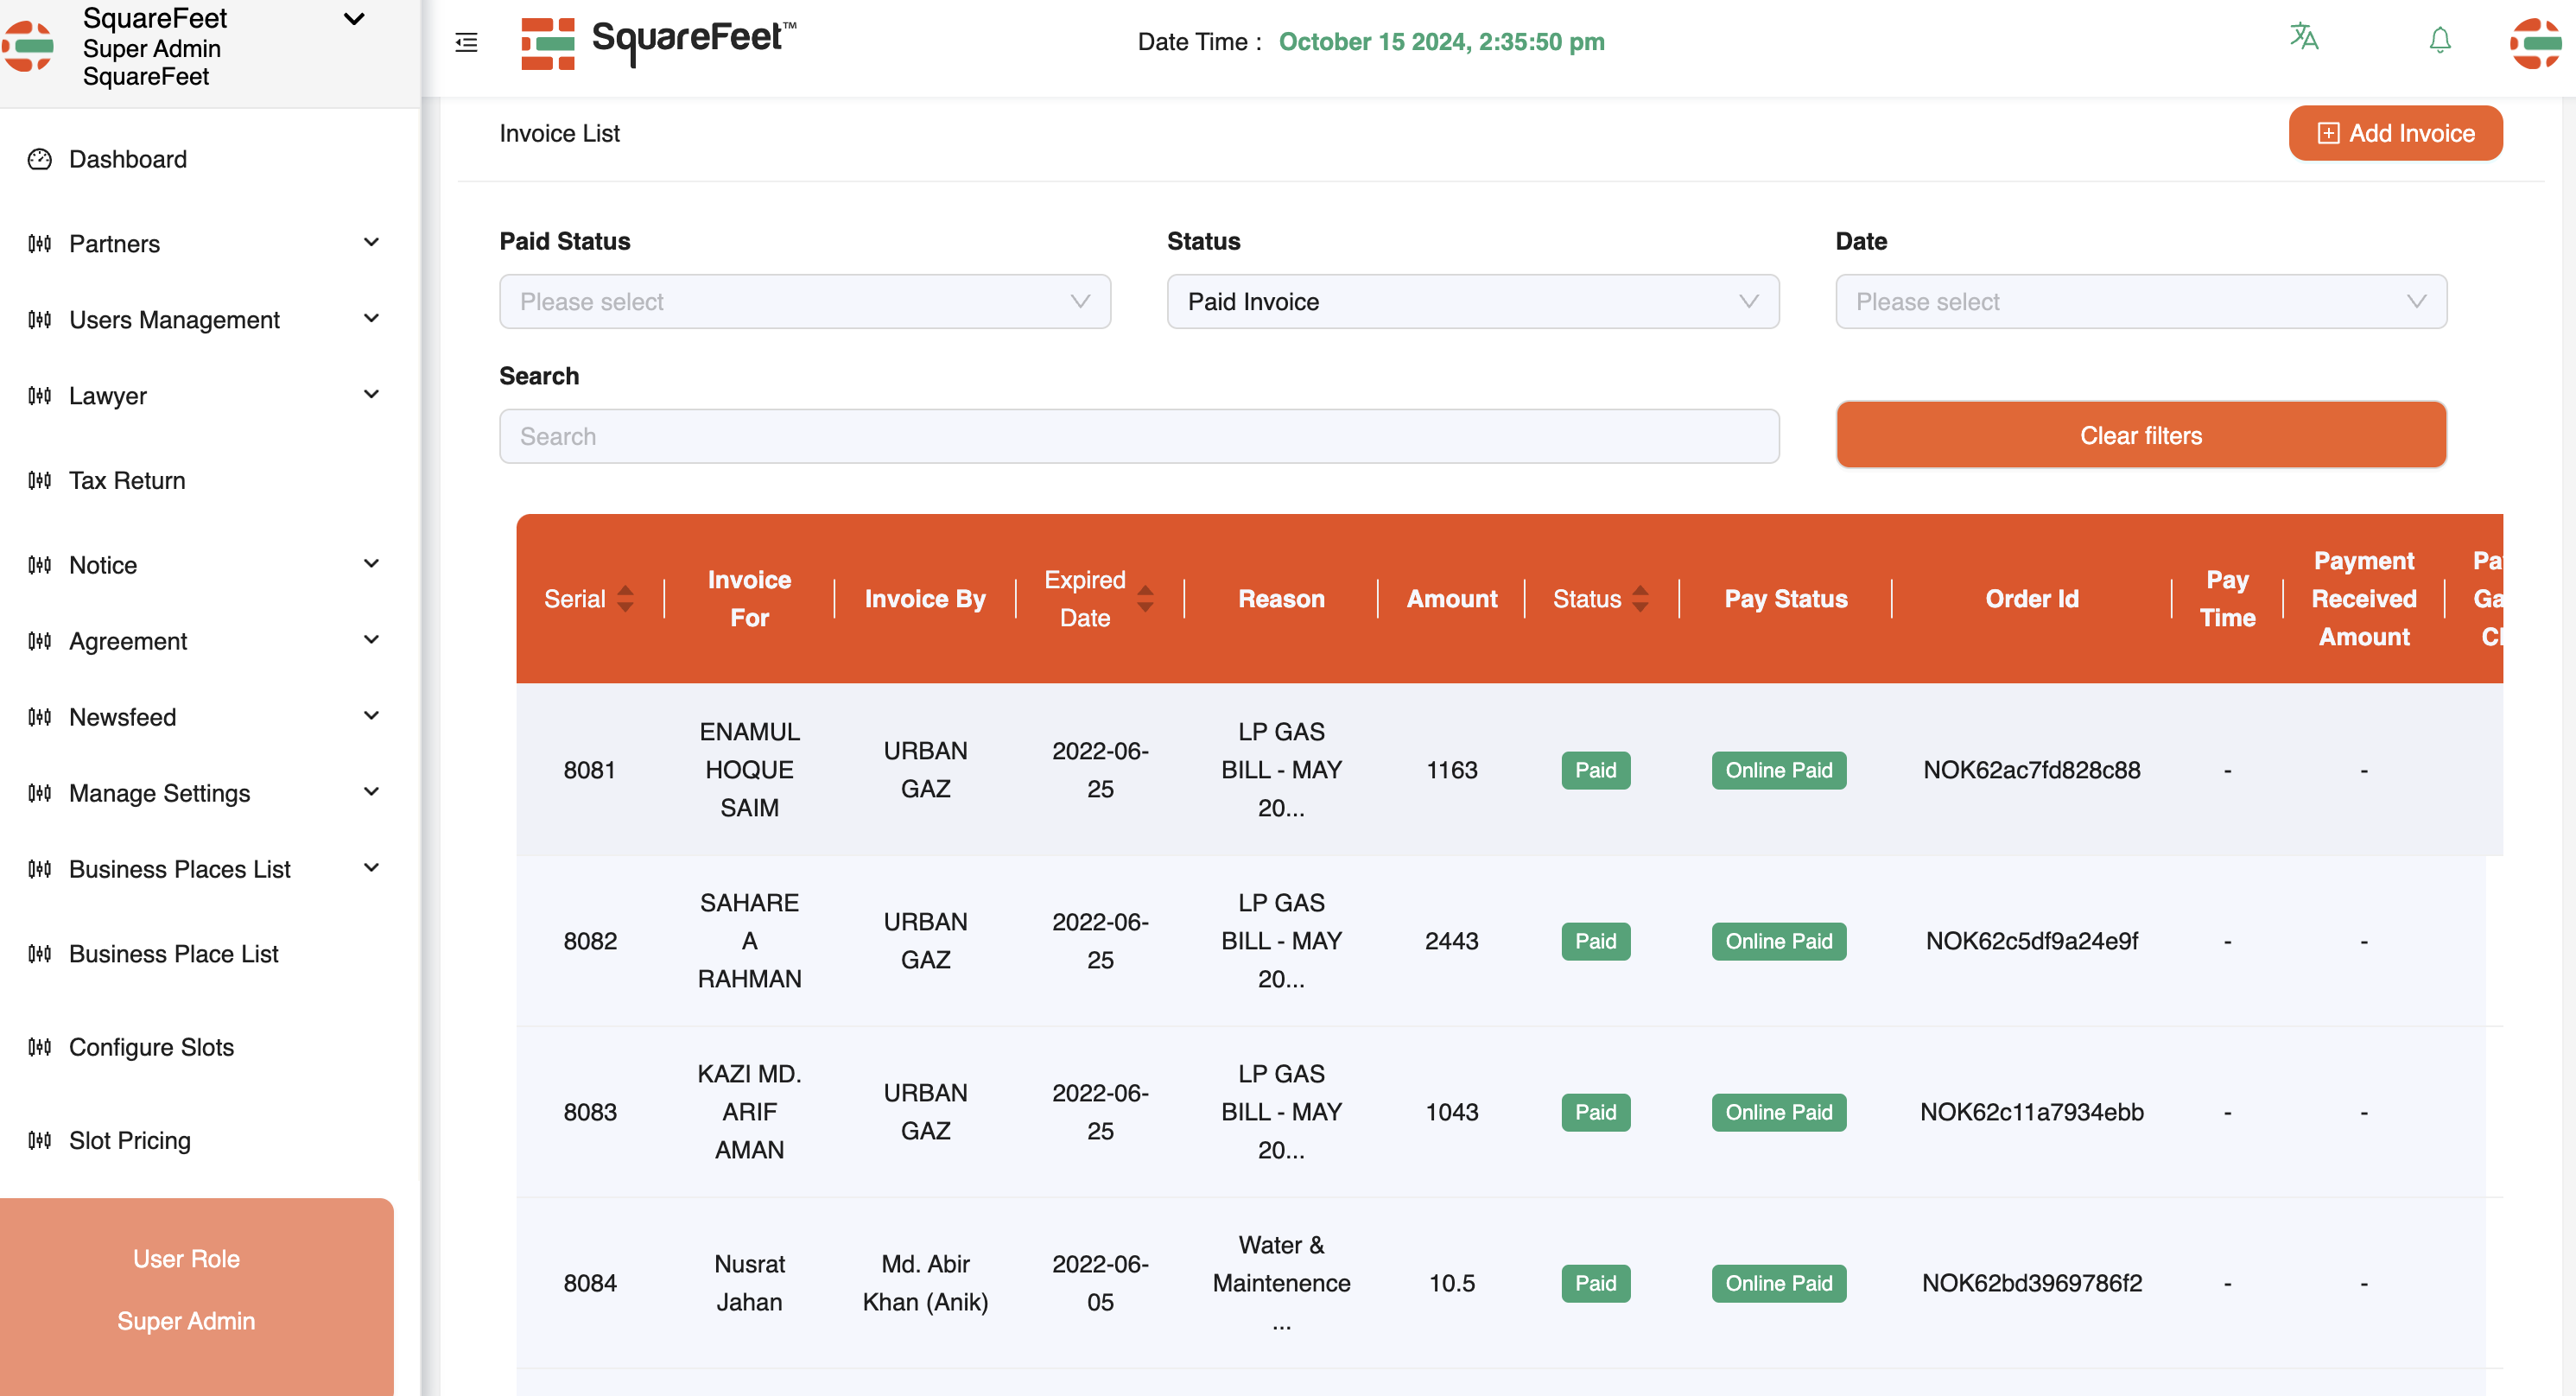 SquareFeet
Super Admin
SquareFeet
SquareFeet™
Date Time : October 15 2024, 2:35:50 pm
Dashboard
Partners
Users Management
Lawyer
Tax Return
Notice
Agreement
Newsfeed
Manage Settings
Business Places List
Business Place List
Configure Slots
Slot Pricing
User Role
Super Admin
Invoice List
Add Invoice
Paid Status
Status
Date
Please select
Paid Invoice
Please select
Search
Search
Clear filters
Serial
Invoice
For
Invoice By
Expired
Date
Reason
Amount
Status
Pay Status
Order Id
Pay
Time
Payment
Received
Amount
8081
ENAMUL
HOQUE
SAIM
URBAN
GAZ
2022-06-
25
LP GAS
BILL - MAY
20...
1163
Paid
Online Paid
NOK62ac7fd828c88
-
-
8082
SAHARE
A
RAHMAN
URBAN
GAZ
2022-06-
25
LP GAS
BILL - MAY
20...
2443
Paid
Online Paid
NOK62c5df9a24e9f
-
-
8083
KAZI MD.
ARIF
AMAN
URBAN
GAZ
2022-06-
25
LP GAS
BILL - MAY
20...
1043
Paid
Online Paid
NOK62c11a7934ebb
-
-
8084
Nusrat
Jahan
Md. Abir
Khan (Anik)
2022-06-
05
Water &
Maintenence
...
10.5
Paid
Online Paid
NOK62bd3969786f2
-
-